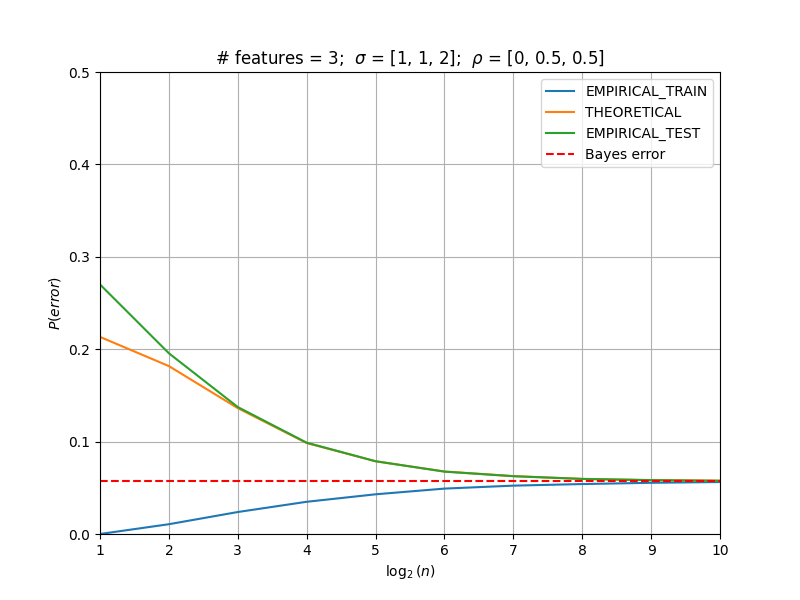 # features = 3;  σ = [1, 1, 2];  ρ = [0, 0.5, 0.5]
EMPIRICAL_TRAIN
THEORETICAL
EMPIRICAL_TEST
Bayes error
0.5
0.4
0.3
0.2
0.1
0.0
P(error)
1 2 3 4 5 6 7 8 9 10
log₂(n)